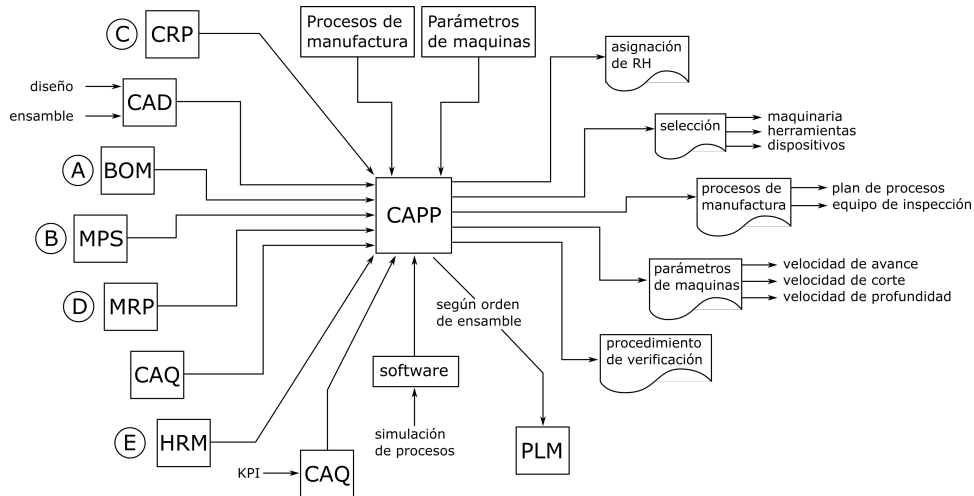 C
CRP
Procesos de
manufactura
Parámetros
de maquinas
asignación
de RH
diseño
ensamble
CAD
selección
maquinaria
herramientas
dispositivos
A
BOM
CAPP
procesos de
manufactura
plan de procesos
equipo de inspección
B
MPS
parámetros
de maquinas
velocidad de avance
velocidad de corte
velocidad de profundidad
D
MRP
según orden
de ensamble
procedimiento
de verificación
CAQ
software
E
HRM
simulación
de procesos
PLM
KPI
CAQ